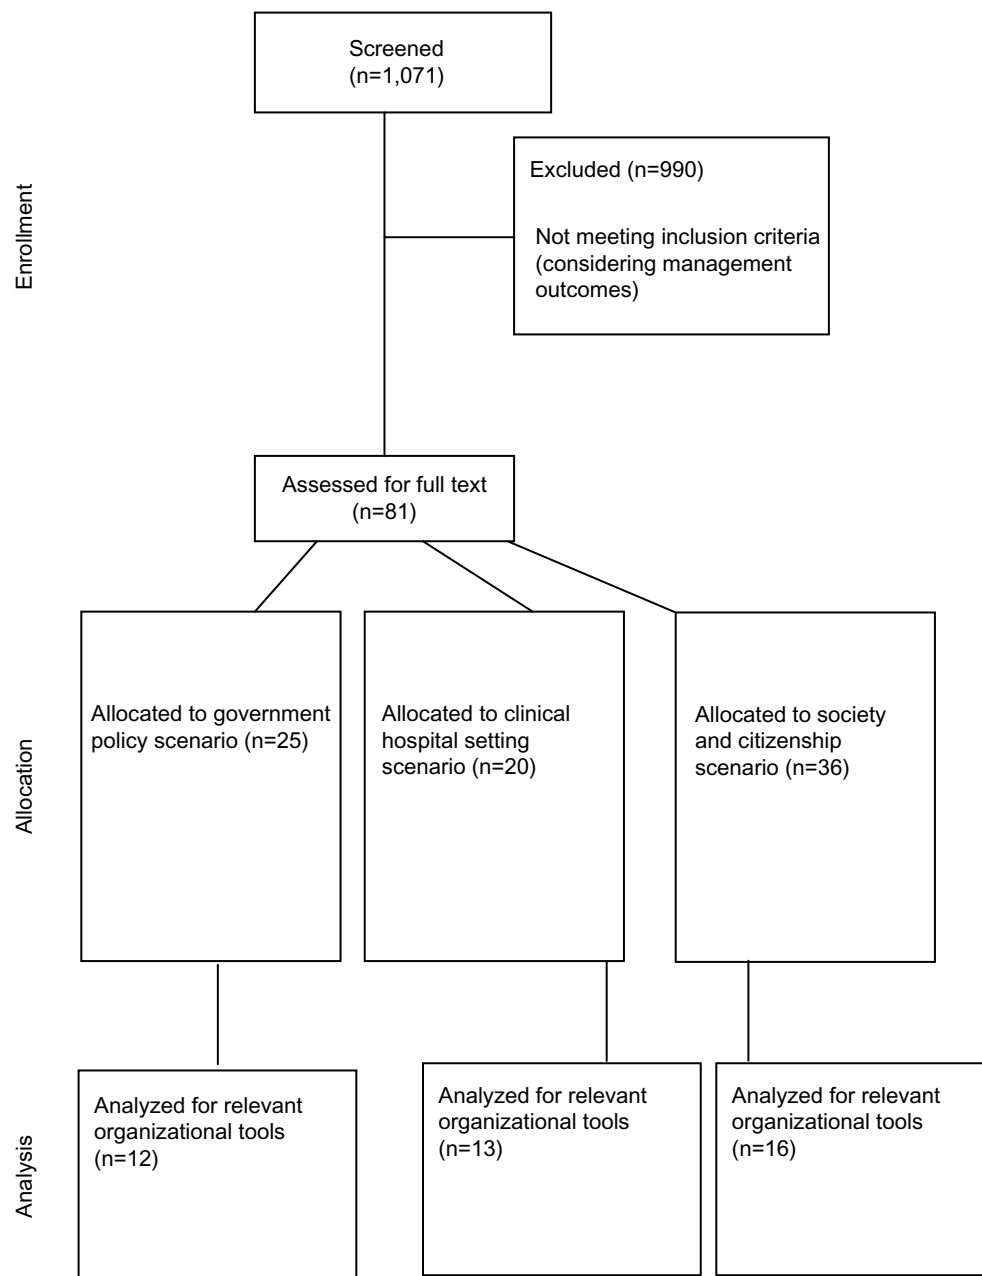 Screened
(n=1,071)
Enrollment
Excluded (n=990)
Not meeting inclusion criteria
(considering management
outcomes)
Assessed for full text
(n=81)
Allocation
Allocated to government
policy scenario (n=25)
Allocated to clinical
hospital setting
scenario (n=20)
Allocated to society
and citizenship
scenario (n=36)
Analysis
Analyzed for relevant
organizational tools
(n=12)
Analyzed for relevant
organizational tools
(n=13)
Analyzed for relevant
organizational tools
(n=16)